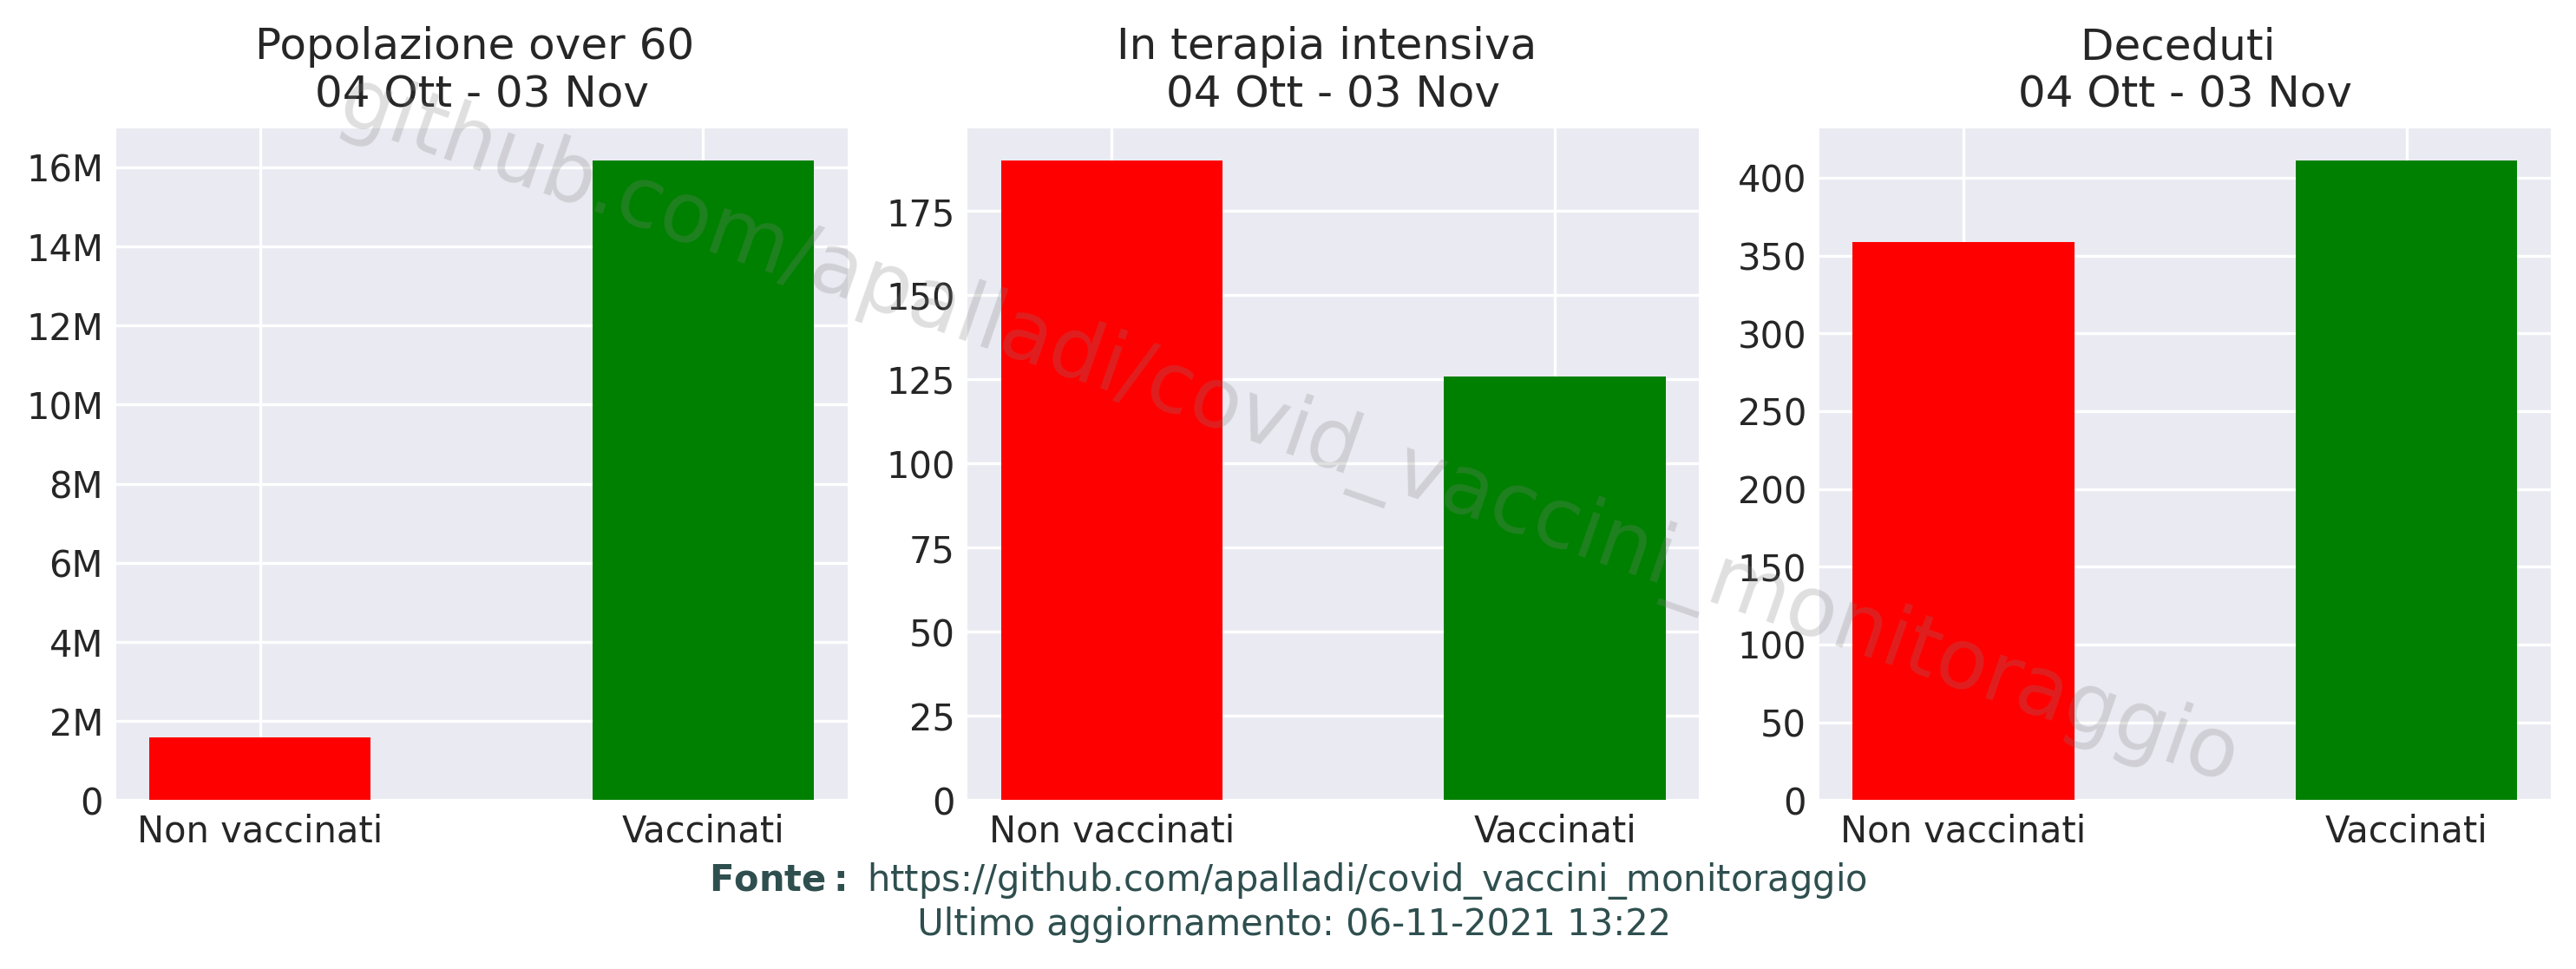 Popolazione over 60
04 Ott - 03 Nov
16M
14M
12M
10M
8M
6M
4M
2M
0
Non vaccinati
Vaccinati
In terapia intensiva
04 Ott - 03 Nov
175
150
125
100
75
50
25
0
Non vaccinati
Vaccinati
Deceduti
04 Ott - 03 Nov
400
350
300
250
200
150
100
50
0
Non vaccinati
Vaccinati
github.com/apalladi/covid_vaccini_monitoraggio
Fonte: https://github.com/apalladi/covid_vaccini_monitoraggio
Ultimo aggiornamento: 06-11-2021 13:22